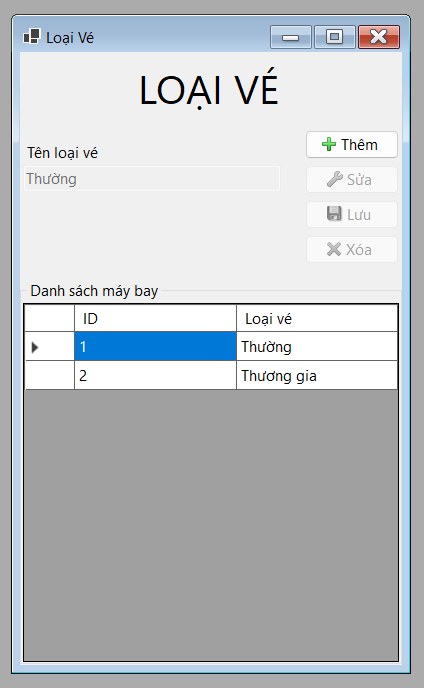 Loại Vé
LOẠI VÉ
Tên loại vé
Thường
Thêm
Sửa
Lưu
Xóa
Danh sách máy bay
ID Loại vé
1 Thường
2 Thương gia